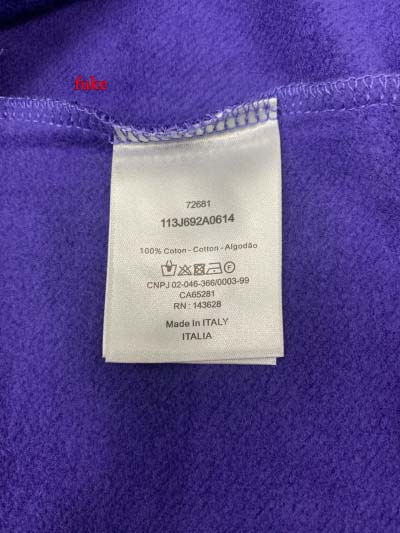 fake
72681
113J692A0614
100% Coton - Cotton - Algodão
CNPJ 02-046-366/0003-99
CA65281
RN : 143628
Made In ITALY
ITALIA